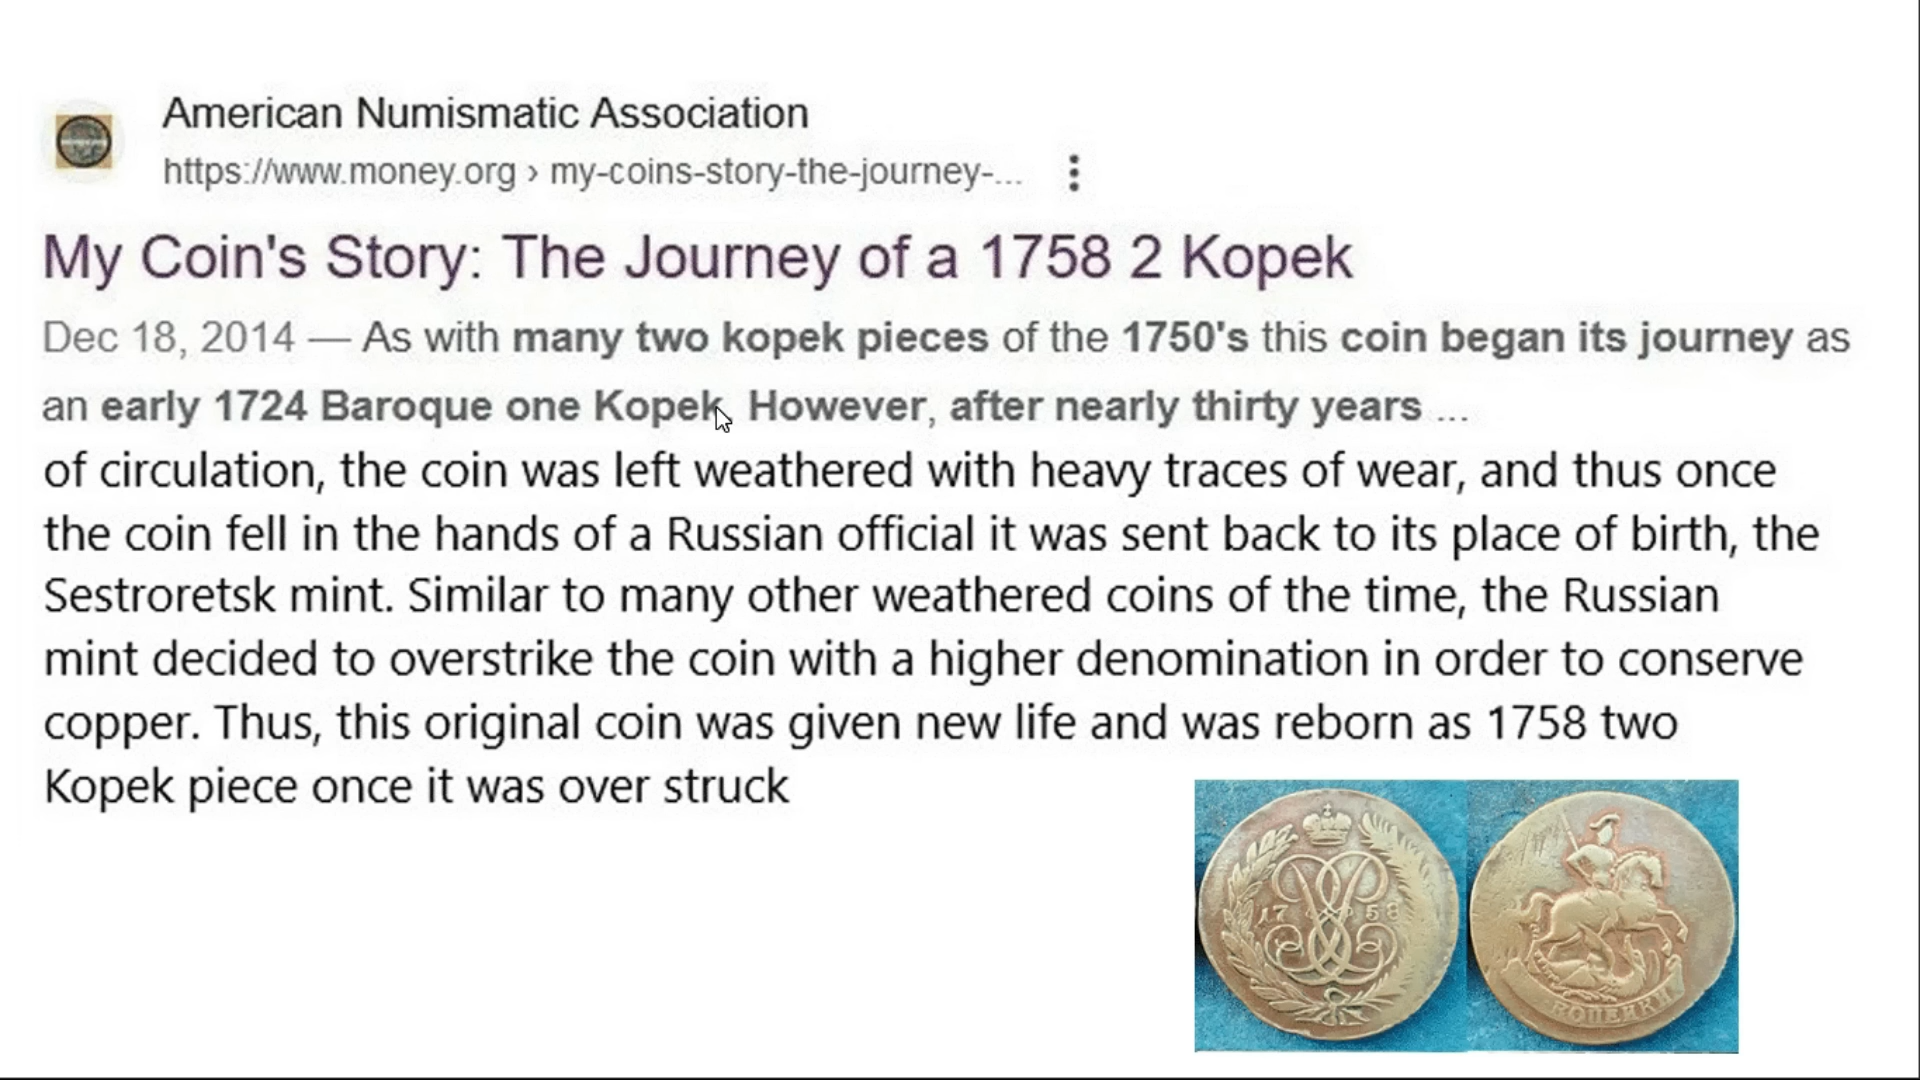 American Numismatic Association
https://www.money.org › my-coins-story-the-journey-...
My Coin's Story: The Journey of a 1758 2 Kopek
Dec 18, 2014 — As with many two kopek pieces of the 1750's this coin began its journey as
an early 1724 Baroque one Kopek. However, after nearly thirty years ...
of circulation, the coin was left weathered with heavy traces of wear, and thus once
the coin fell in the hands of a Russian official it was sent back to its place of birth, the
Sestroretsk mint. Similar to many other weathered coins of the time, the Russian
mint decided to overstrike the coin with a higher denomination in order to conserve
copper. Thus, this original coin was given new life and was reborn as 1758 two
Kopek piece once it was over struck
17 58
КОПЕИКИ